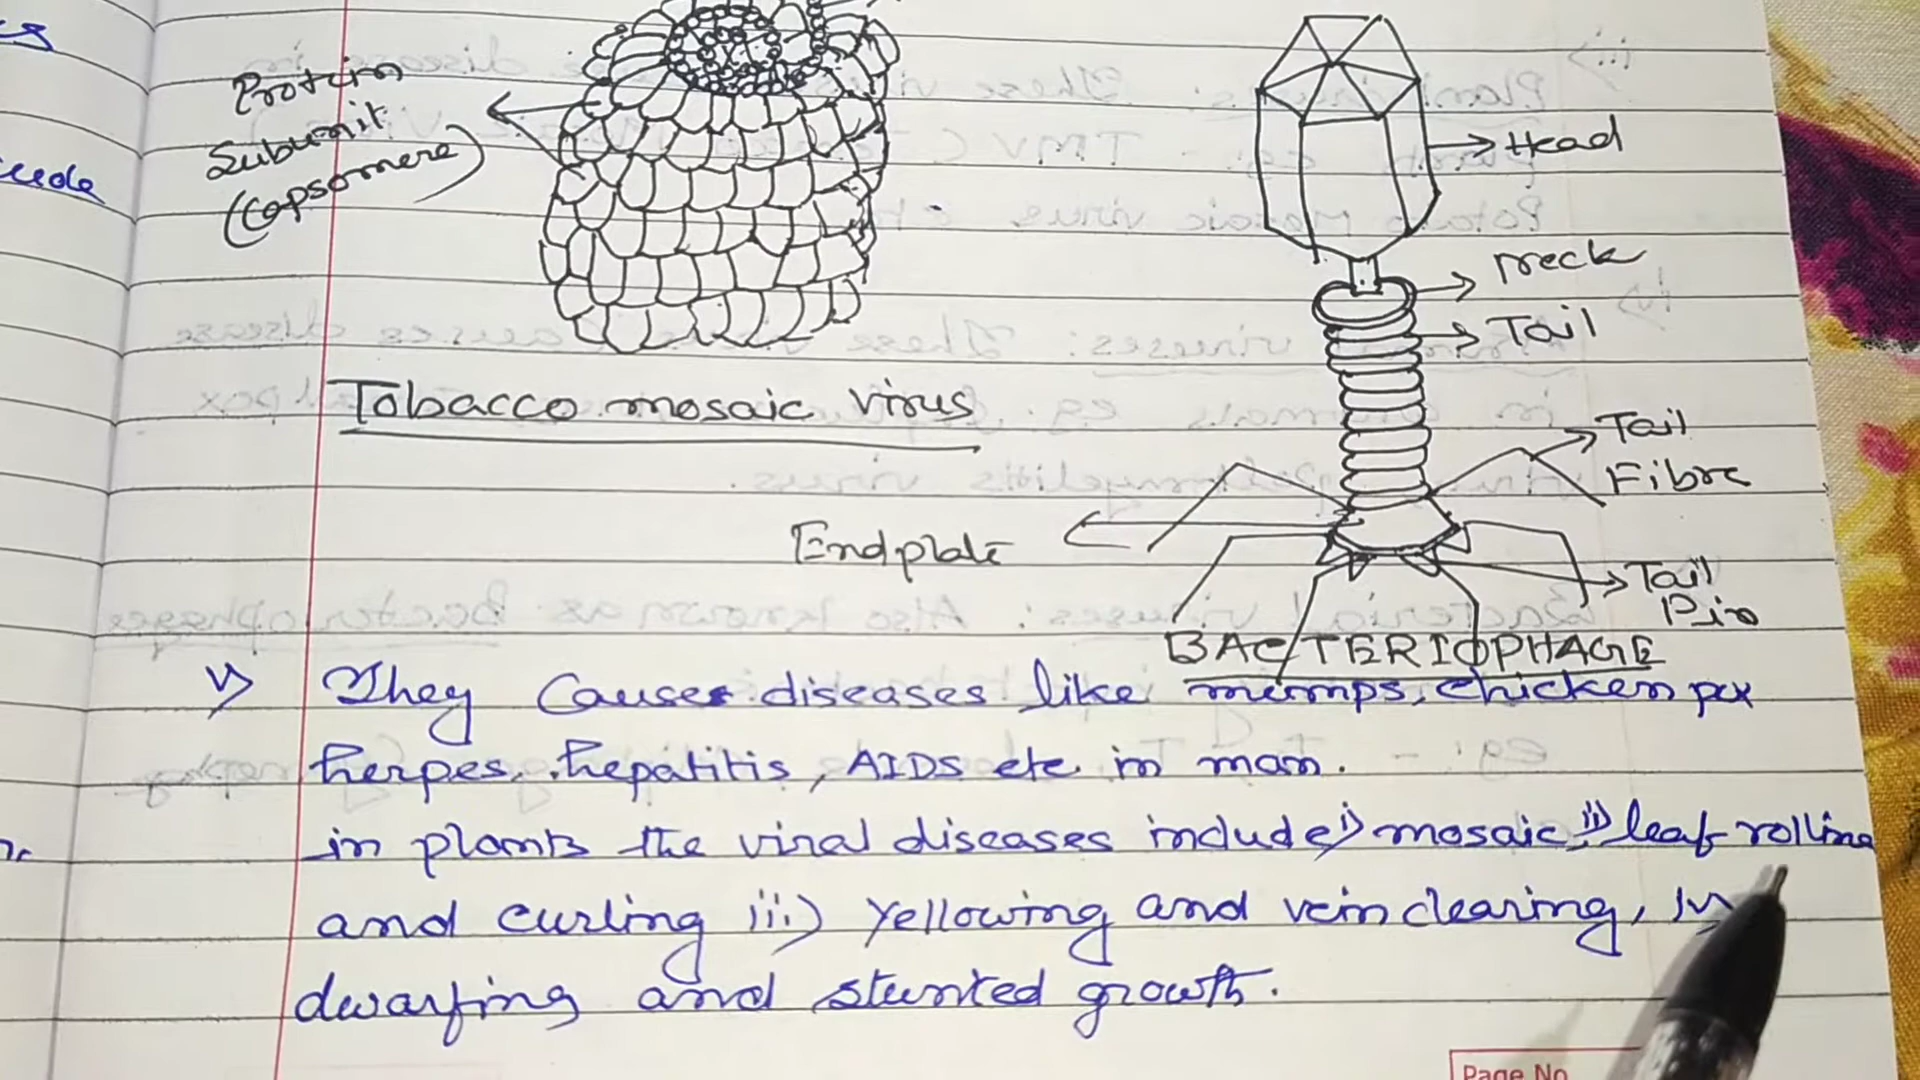 Protein
Subunit
(capsomere)
Tobacco mosaic virus
Head
neck
Tail
Tail
Fibre
Endplate
Tail
Pin
BACTERIOPHAGE
v) They Causes diseases like mumps, chicken pox
herpes, hepatitis, AIDS etc in man.
in plants the viral diseases include i) mosaic, ii) leaf rolling
and curling iii) Yellowing and vein clearing, iv
dwarfing and stunted growth.
Page No